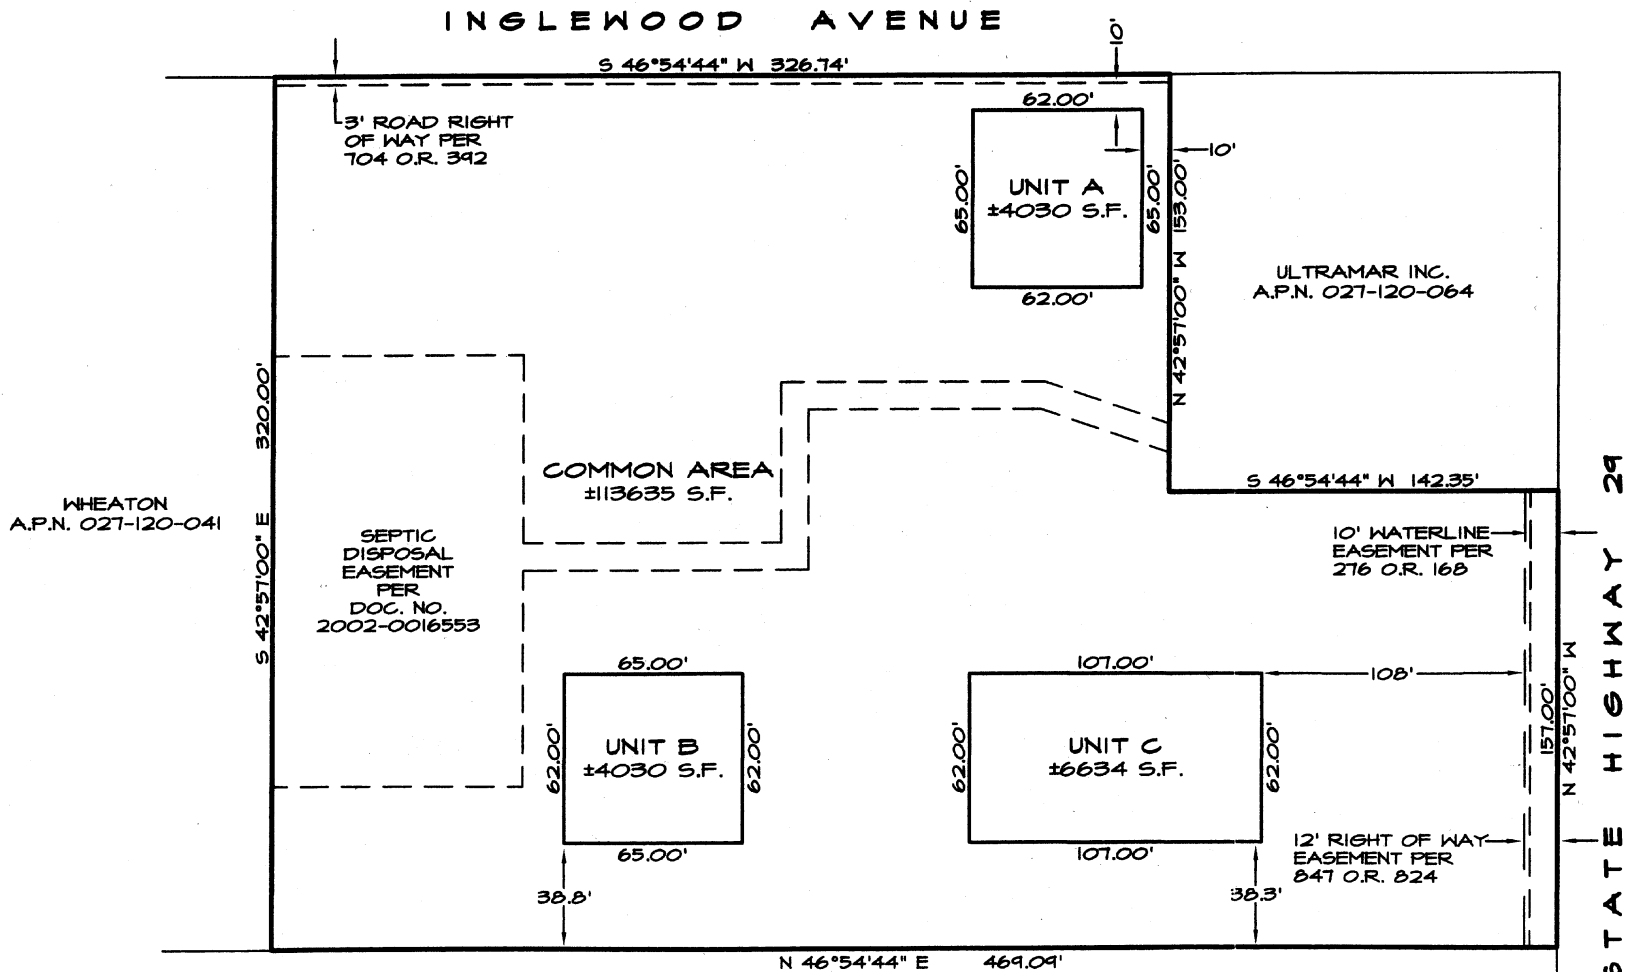 INGLEWOOD AVENUE
S 46°54'44" W 326.74'
10'
3' ROAD RIGHT
OF WAY PER
704 O.R. 392
62.00'
65.00'
UNIT A
±4030 S.F.
65.00'
62.00'
10'
N 42°57'00" W 153.00'
ULTRAMAR INC.
A.P.N. 027-120-064
S 42°57'00" E 320.00'
WHEATON
A.P.N. 027-120-041
COMMON AREA
±113635 S.F.
SEPTIC
DISPOSAL
EASEMENT
PER
DOC. NO.
2002-0016553
S 46°54'44" W 142.35'
10' WATERLINE
EASEMENT PER
276 O.R. 168
STATE HIGHWAY 29
65.00'
62.00'
UNIT B
±4030 S.F.
62.00'
65.00'
38.8'
107.00'
62.00'
UNIT C
±6634 S.F.
62.00'
107.00'
108'
38.3'
157.00'
N 42°57'00" W
12' RIGHT OF WAY
EASEMENT PER
847 O.R. 824
N 46°54'44" E 469.09'